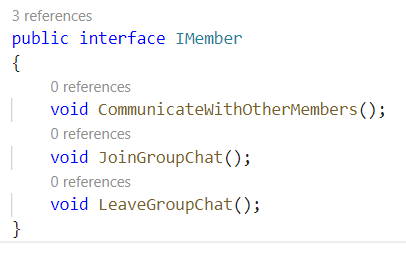 3 references
public interface IMember
{
0 references
void CommunicateWithOtherMembers();
0 references
void JoinGroupChat();
0 references
void LeaveGroupChat();
}